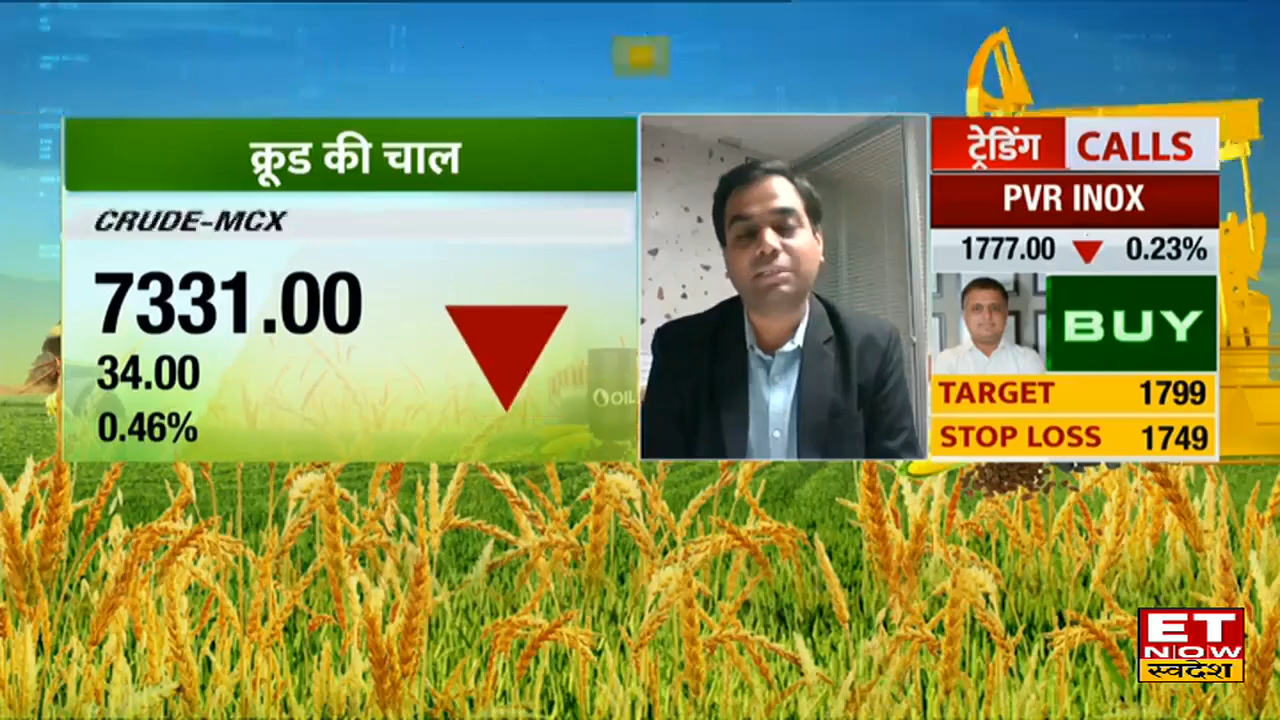 क्रूड की चाल
CRUDE-MCX
7331.00
34.00
0.46%
OIL
ट्रेडिंग CALLS
PVR INOX
1777.00 0.23%
BUY
TARGET 1799
STOP LOSS 1749
ET
NOW
स्वदेश